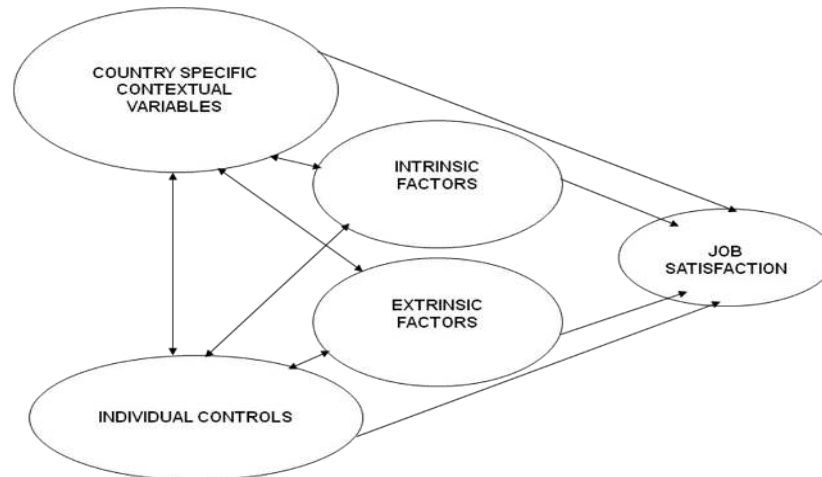 COUNTRY SPECIFIC
CONTEXTUAL
VARIABLES
INTRINSIC
FACTORS
JOB
SATISFACTION
EXTRINSIC
FACTORS
INDIVIDUAL CONTROLS